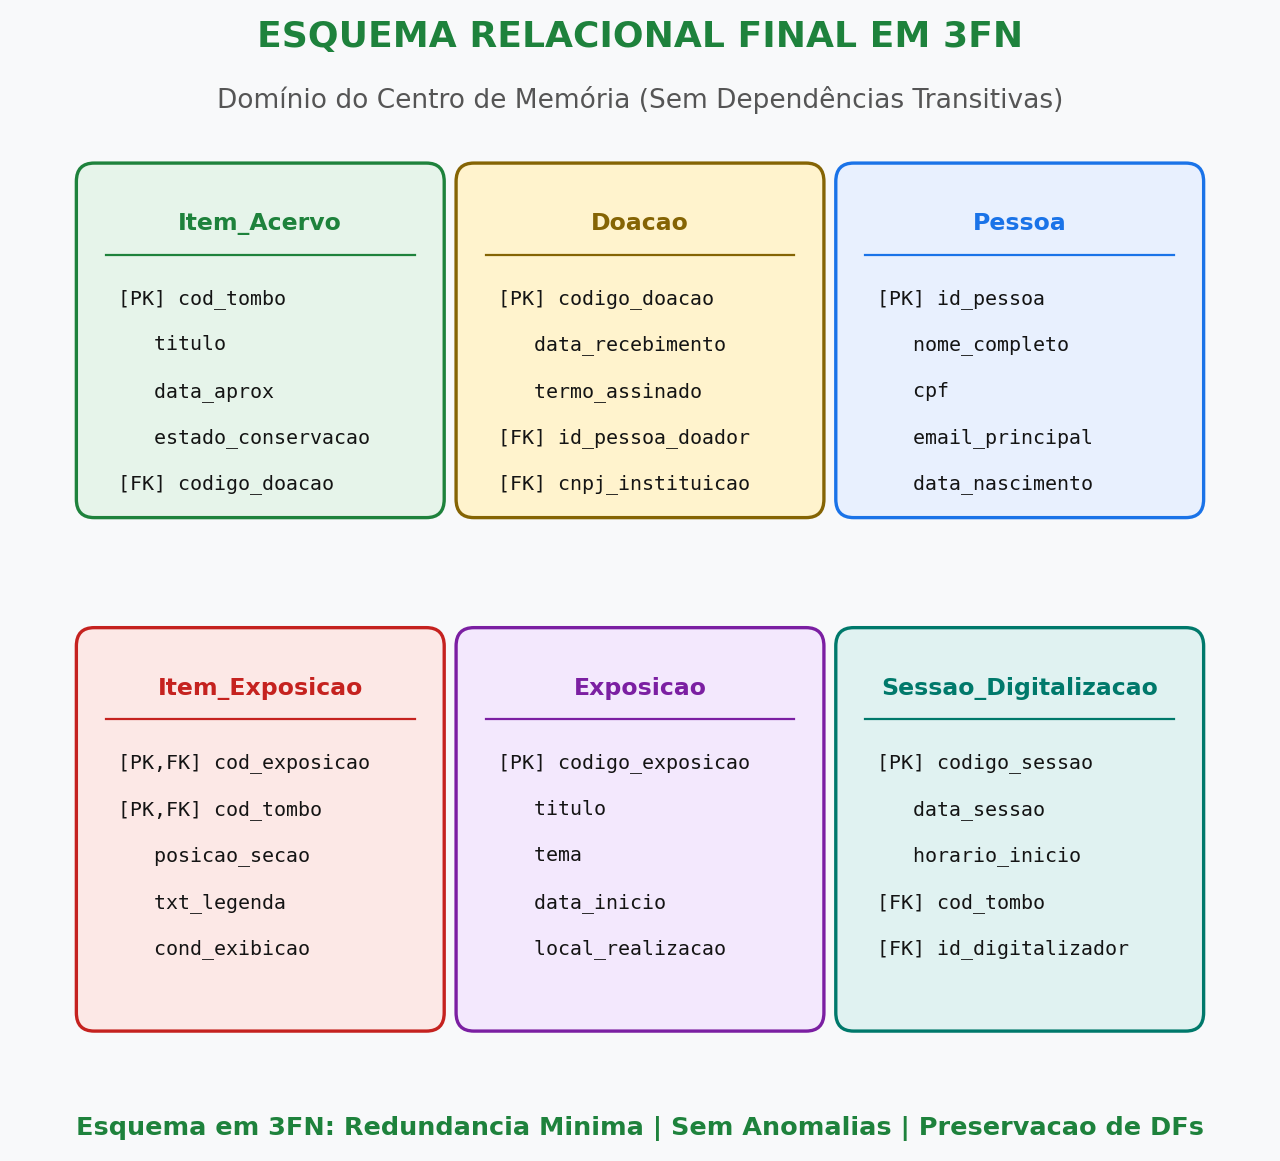 ESQUEMA RELACIONAL FINAL EM 3FN
Domínio do Centro de Memória (Sem Dependências Transitivas)
Item_Acervo
[PK] cod_tombo
titulo
data_aprox
estado_conservacao
[FK] codigo_doacao
Doacao
[PK] codigo_doacao
data_recebimento
termo_assinado
[FK] id_pessoa_doador
[FK] cnpj_instituicao
Pessoa
[PK] id_pessoa
nome_completo
cpf
email_principal
data_nascimento
Item_Exposicao
[PK,FK] cod_exposicao
[PK,FK] cod_tombo
posicao_secao
txt_legenda
cond_exibicao
Exposicao
[PK] codigo_exposicao
titulo
tema
data_inicio
local_realizacao
Sessao_Digitalizacao
[PK] codigo_sessao
data_sessao
horario_inicio
[FK] cod_tombo
[FK] id_digitalizador
Esquema em 3FN: Redundancia Minima | Sem Anomalias | Preservacao de DFs